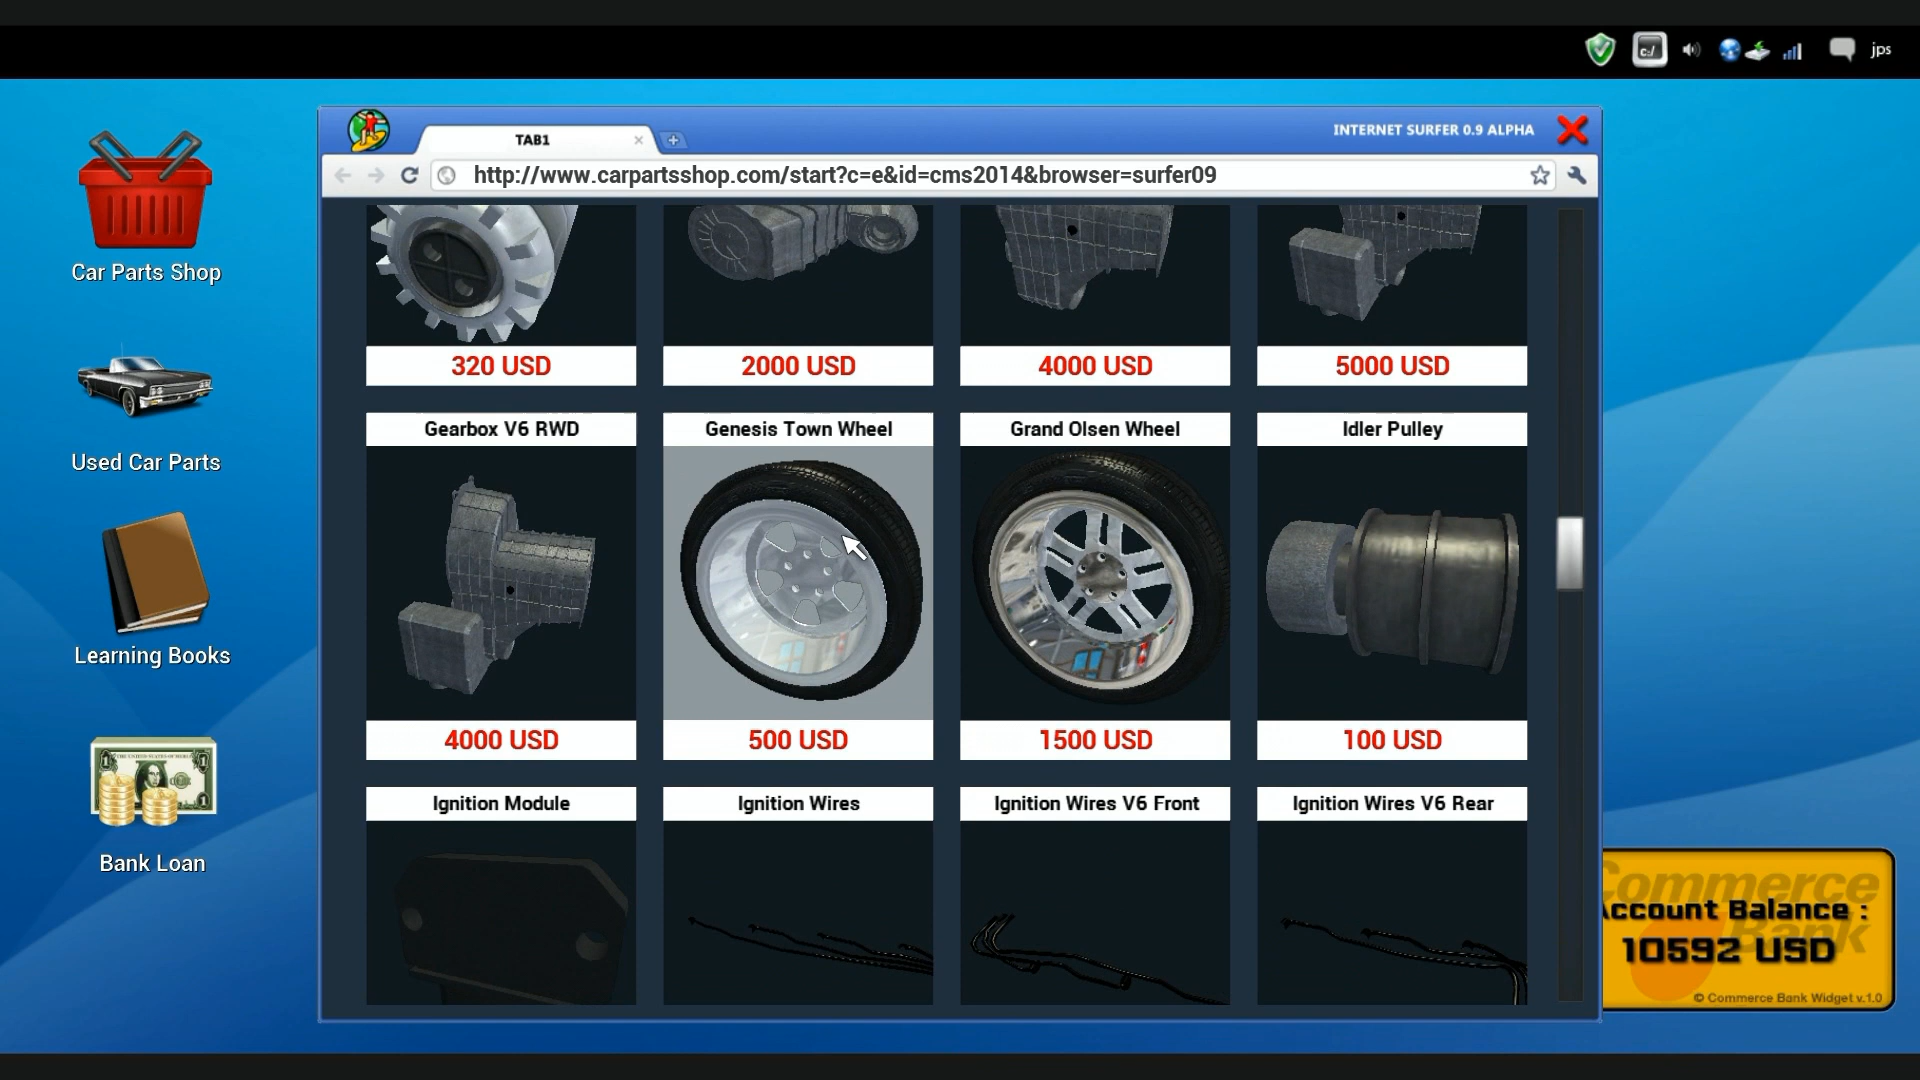 c:/
jps
TAB1
INTERNET SURFER 0.9 ALPHA
http://www.carpartsshop.com/start?c=e&id=cms2014&browser=surfer09
Car Parts Shop
Used Car Parts
Learning Books
Bank Loan
320 USD
2000 USD
4000 USD
5000 USD
Gearbox V6 RWD
Genesis Town Wheel
Grand Olsen Wheel
Idler Pulley
4000 USD
500 USD
1500 USD
100 USD
Ignition Module
Ignition Wires
Ignition Wires V6 Front
Ignition Wires V6 Rear
Commerce
Bank
Account Balance :
10592 USD
© Commerce Bank Widget v.1.0